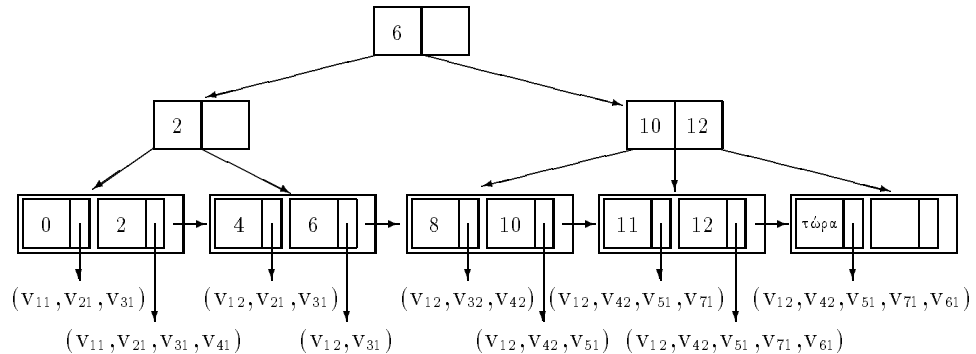 6
2
10 12
0 2 4 6 8 10 11 12 τώρα
(v11,v21,v31) (v12,v21,v31) (v12,v32,v42) (v12,v42,v51,v71) (v12,v42,v51,v71,v61)
(v11,v21,v31,v41) (v12,v31) (v12,v42,v51) (v12,v42,v51,v71,v61)